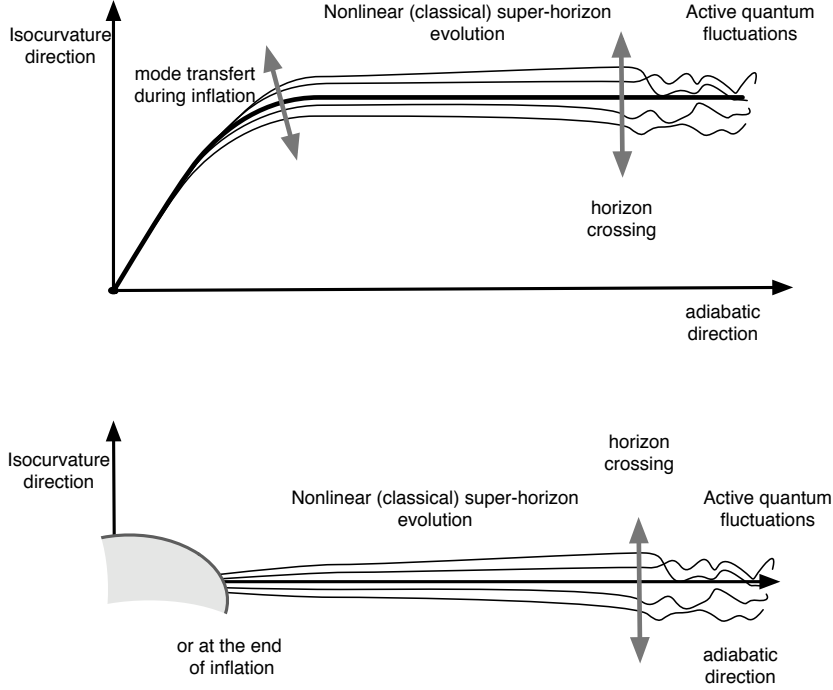 Isocurvature
direction
Nonlinear (classical) super-horizon
evolution
Active quantum
fluctuations
mode transfert
during inflation
horizon
crossing
adiabatic
direction
Isocurvature
direction
horizon
crossing
Nonlinear (classical) super-horizon
evolution
Active quantum
fluctuations
or at the end
of inflation
adiabatic
direction